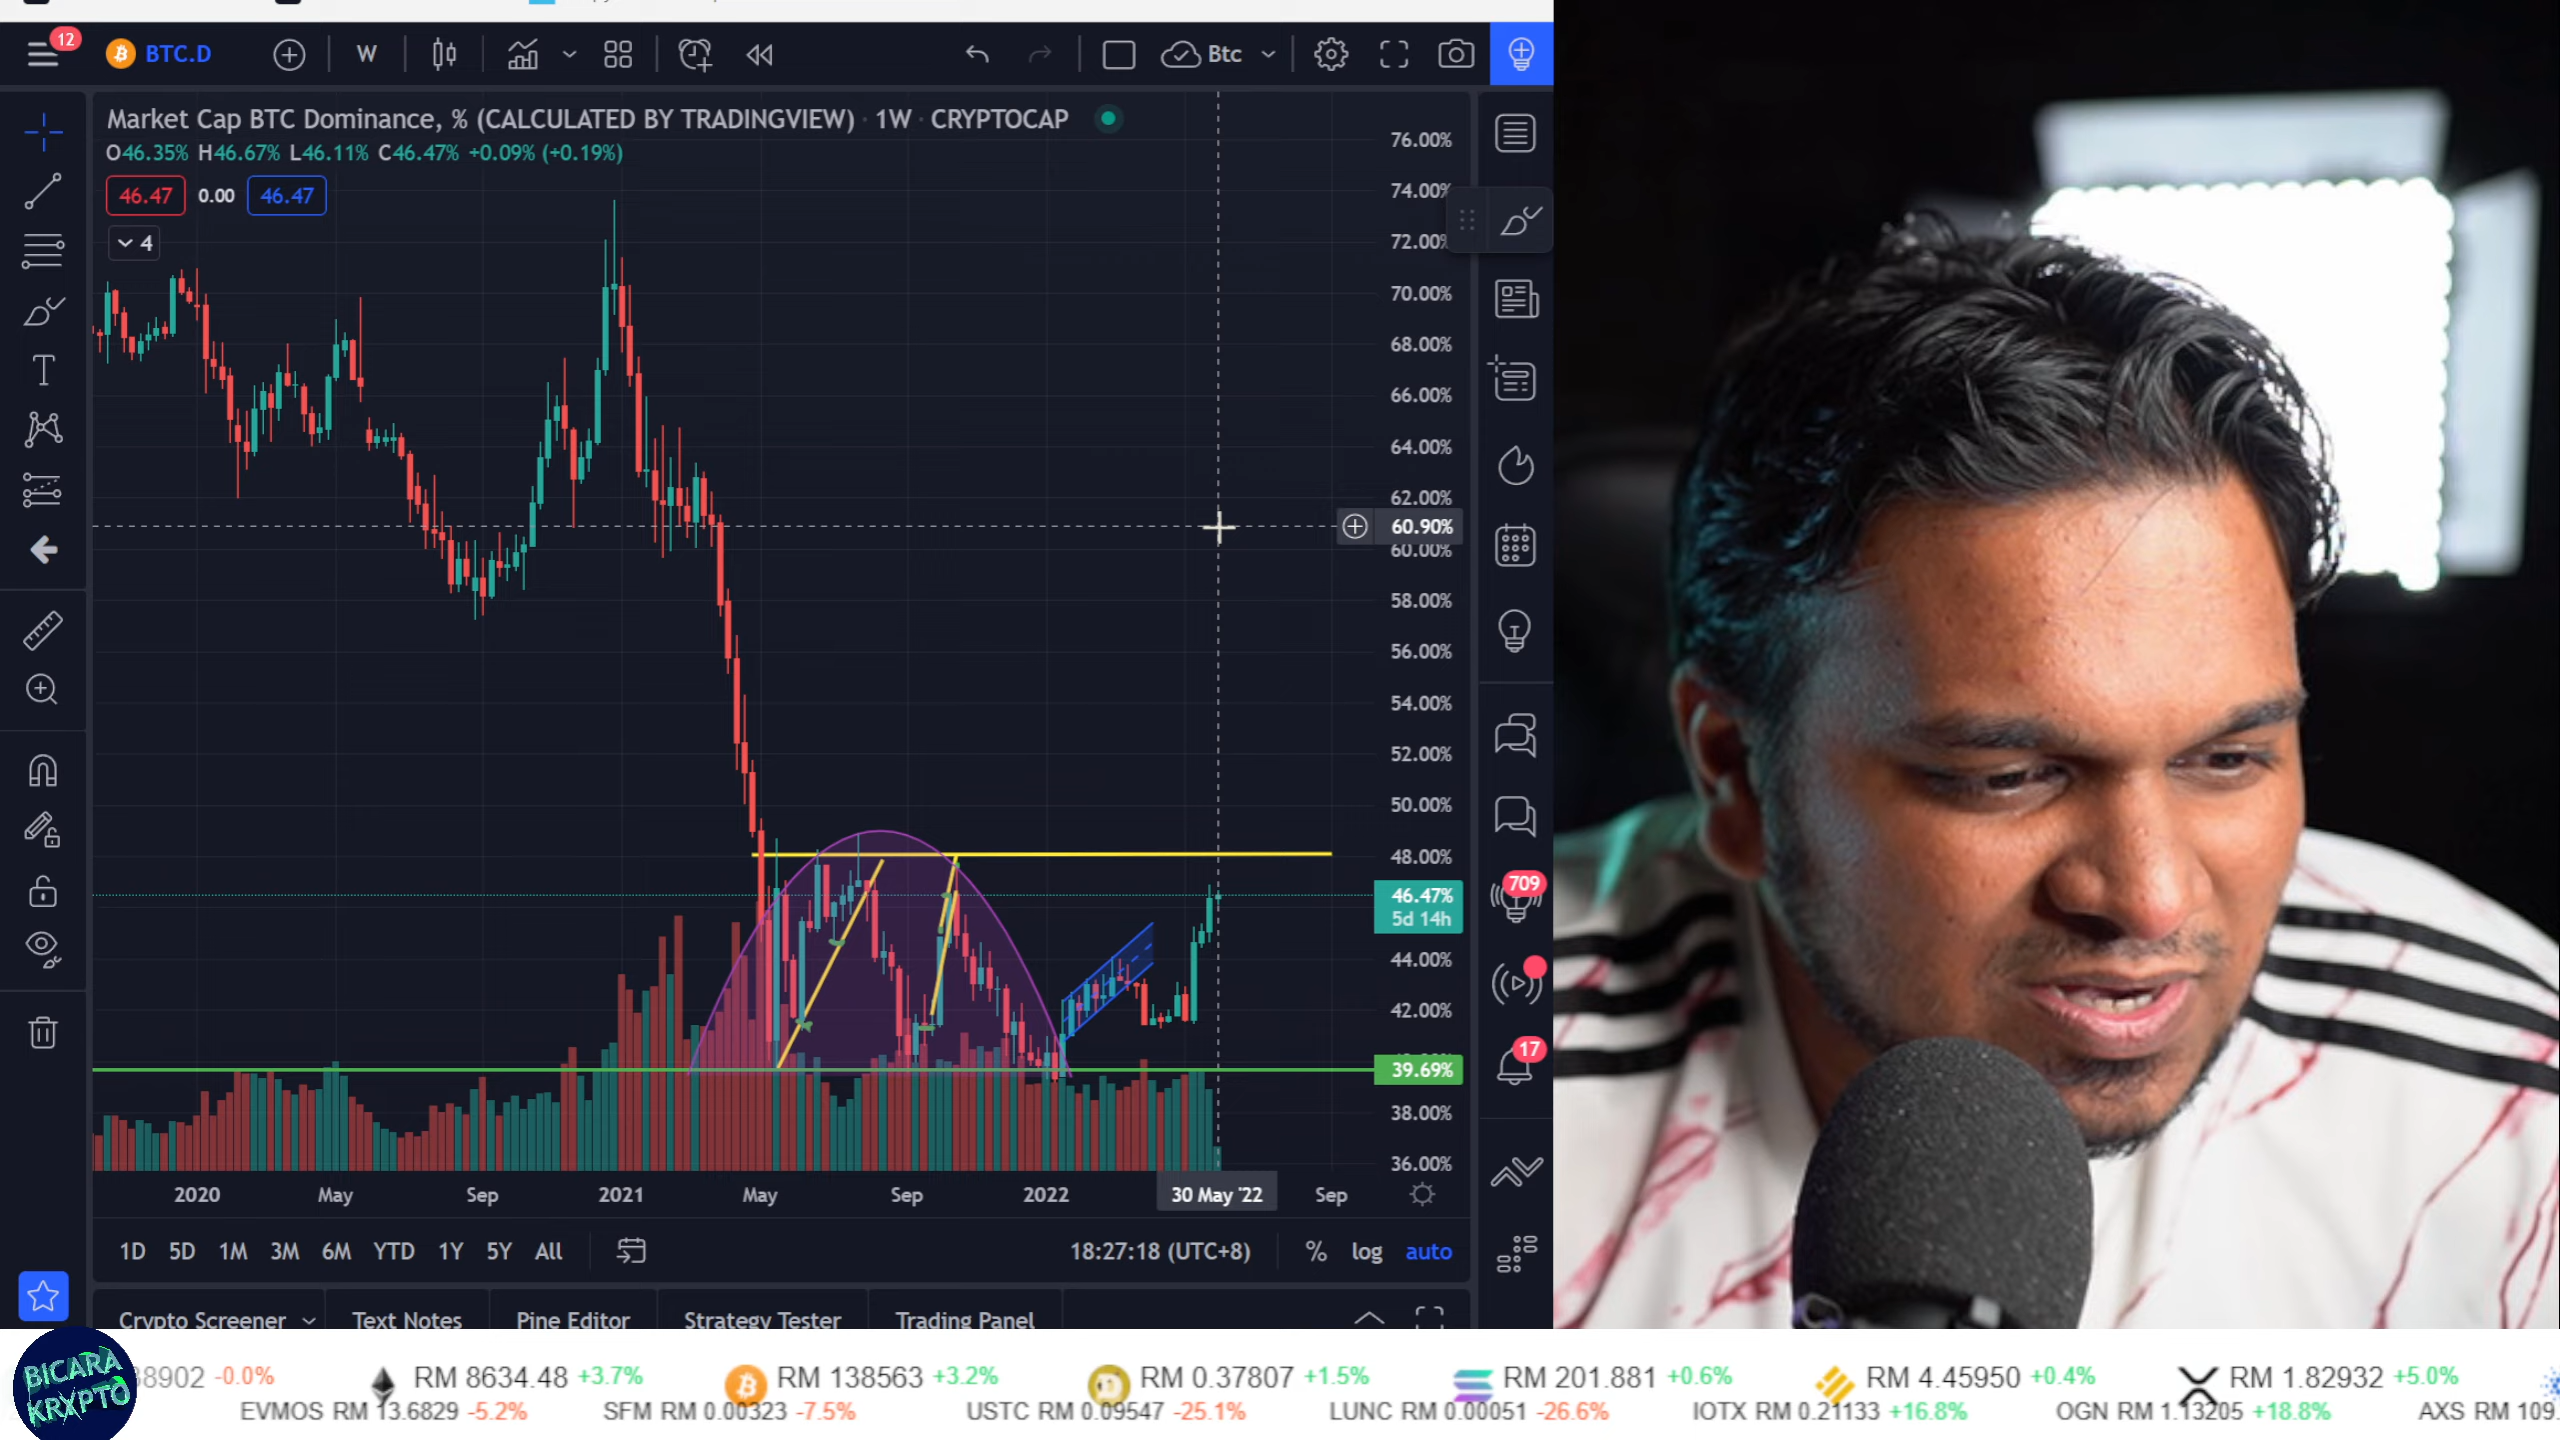 12
BTC.D
W
Btc
Market Cap BTC Dominance, % (CALCULATED BY TRADINGVIEW) · 1W · CRYPTOCAP
O46.35% H46.67% L46.11% C46.47% +0.09% (+0.19%)
46.47 0.00 46.47
4
76.00%
74.00%
72.00%
70.00%
68.00%
66.00%
64.00%
62.00%
60.90%
60.00%
58.00%
56.00%
54.00%
52.00%
50.00%
48.00%
46.47%
5d 14h
44.00%
42.00%
39.69%
38.00%
36.00%
709
17
2020 May Sep 2021 May Sep 2022 30 May '22 Sep
1D 5D 1M 3M 6M YTD 1Y 5Y All 18:27:18 (UTC+8) % log auto
Crypto Screener Text Notes Pine Editor Strategy Tester Trading Panel
BICARA
KRYPTO
8902 -0.0% RM 8634.48 +3.7% RM 138563 +3.2% RM 0.37807 +1.5% RM 201.881 +0.6% RM 4.45950 +0.4% RM 1.82932 +5.0%
EVMOS RM 13.6829 -5.2% SFM RM 0.00323 -7.5% USTC RM 0.09547 -25.1% LUNC RM 0.00051 -26.6% IOTX RM 0.21133 +16.8% OGN RM 1.13205 +18.8% AXS RM 109.